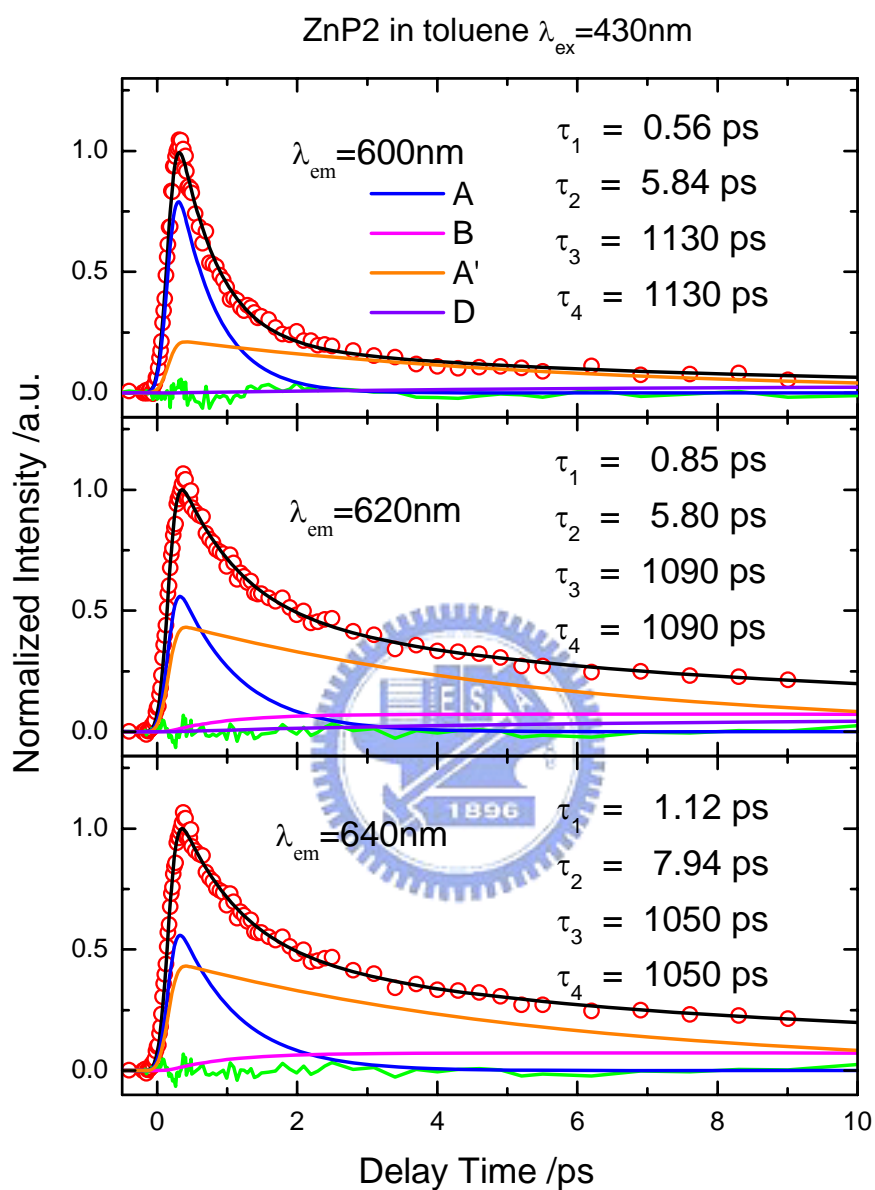 ZnP2 in toluene λex=430nm
Normalized Intensity /a.u.
1.0
0.5
0.0
λem=600nm
A
B
A'
D
τ1 = 0.56 ps
τ2 = 5.84 ps
τ3 = 1130 ps
τ4 = 1130 ps
1.0
0.5
0.0
λem=620nm
τ1 = 0.85 ps
τ2 = 5.80 ps
τ3 = 1090 ps
τ4 = 1090 ps
1.0
0.5
0.0
λem=640nm
τ1 = 1.12 ps
τ2 = 7.94 ps
τ3 = 1050 ps
τ4 = 1050 ps
E S
1896
0 2 4 6 8 10
Delay Time /ps